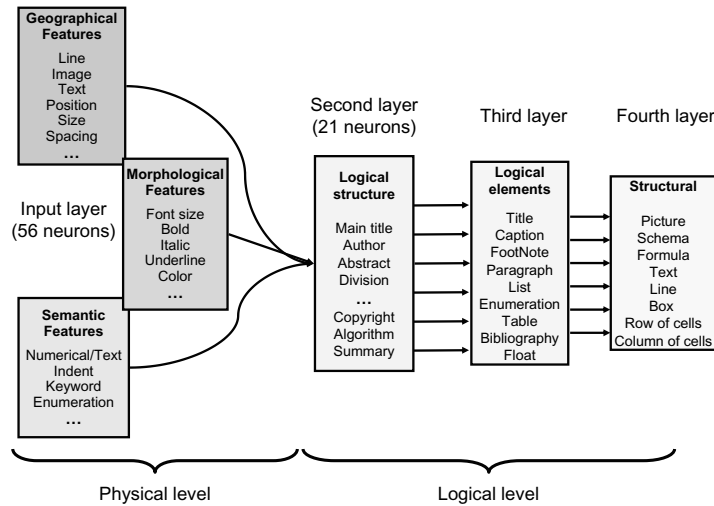 Geographical
Features
Line
Image
Text
Position
Size
Spacing
...
Input layer
(56 neurons)
Morphological
Features
Font size
Bold
Italic
Underline
Color
...
Semantic
Features
Numerical/Text
Indent
Keyword
Enumeration
...
Second layer
(21 neurons)
Logical
structure
Main title
Author
Abstract
Division
...
Copyright
Algorithm
Summary
Third layer
Logical
elements
Title
Caption
FootNote
Paragraph
List
Enumeration
Table
Bibliography
Float
Fourth layer
Structural
Picture
Schema
Formula
Text
Line
Box
Row of cells
Column of cells
Physical level
Logical level